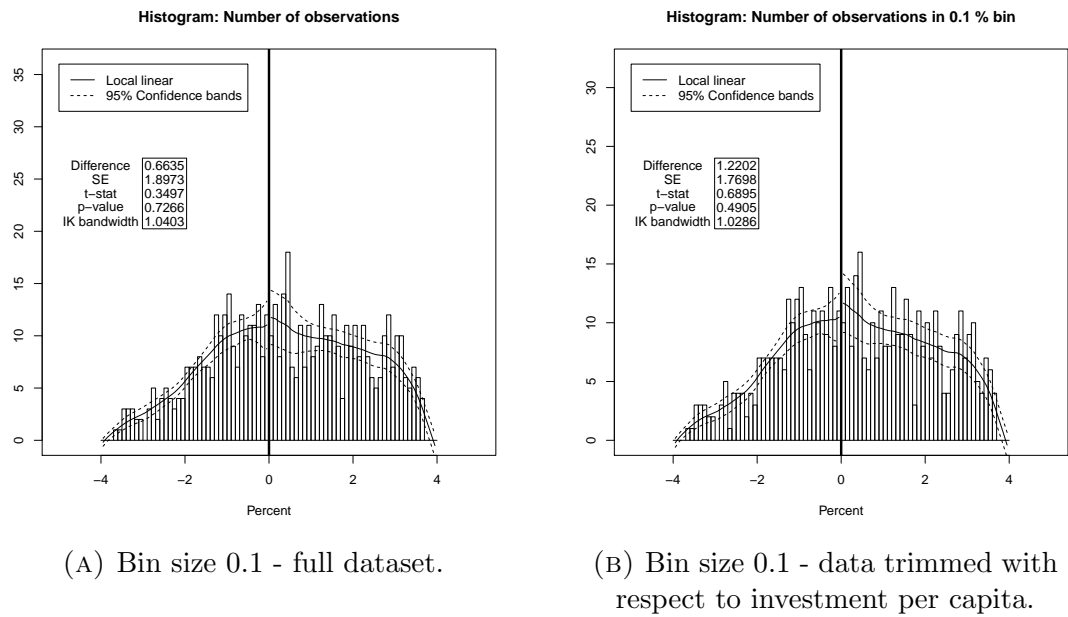 Histogram: Number of observations
35
30
25
20
15
10
5
0
Local linear
95% Confidence bands
Difference 0.6635
SE 1.8973
t−stat 0.3497
p−value 0.7266
IK bandwidth 1.0403
−4 −2 0 2 4
Percent
(A) Bin size 0.1 - full dataset.
Histogram: Number of observations in 0.1 % bin
30
25
20
15
10
5
0
Local linear
95% Confidence bands
Difference 1.2202
SE 1.7698
t−stat 0.6895
p−value 0.4905
IK bandwidth 1.0286
−4 −2 0 2 4
Percent
(B) Bin size 0.1 - data trimmed with
respect to investment per capita.